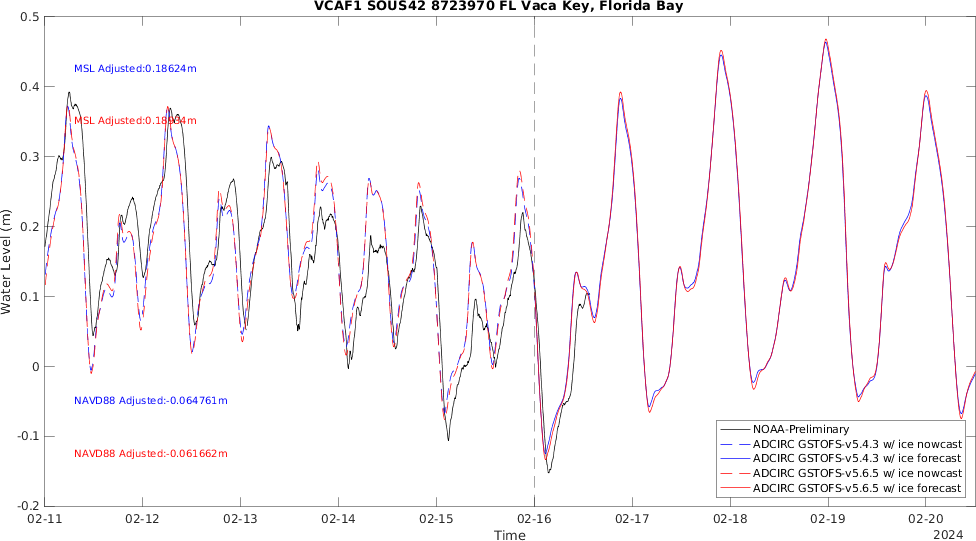 VCAF1 SOUS42 8723970 FL Vaca Key, Florida Bay
0.5
0.4
0.3
0.2
0.1
0
-0.1
-0.2
Water Level (m)
MSL Adjusted:0.18624m
MSL
NAVD88 Adjusted:-0.064761m
NAVD88 Adjusted:-0.061662m
NOAA-Preliminary
ADCIRC GSTOFS-v5.4.3 w/ ice nowcast
ADCIRC GSTOFS-v5.4.3 w/ ice forecast
ADCIRC GSTOFS-v5.6.5 w/ ice nowcast
ADCIRC GSTOFS-v5.6.5 w/ ice forecast
02-11 02-12 02-13 02-14 02-15 02-16 02-17 02-18 02-19 02-20
Time
2024